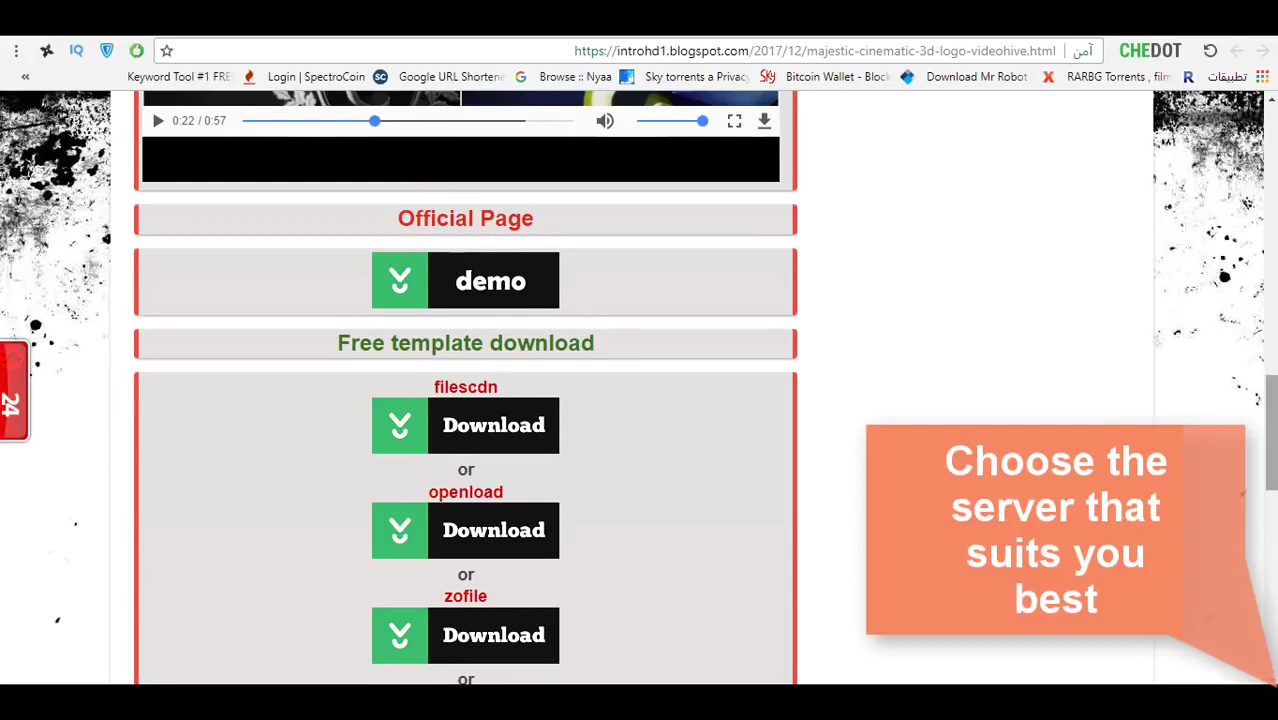 https://introhd1.blogspot.com/2017/12/majestic-cinematic-3d-logo-videohive.html
آمن
CHEDOT
«
Keyword Tool #1 FRE
Login | SpectroCoin
Google URL Shortene
Browse :: Nyaa
Sky torrents a Privacy
Bitcoin Wallet - Block
Download Mr Robot
RARBG Torrents , film
تطبيقات
0:22 / 0:57
Official Page
demo
Free template download
filescdn
Download
or
openload
Download
or
zofile
Download
or
24
Choose the
server that
suits you
best